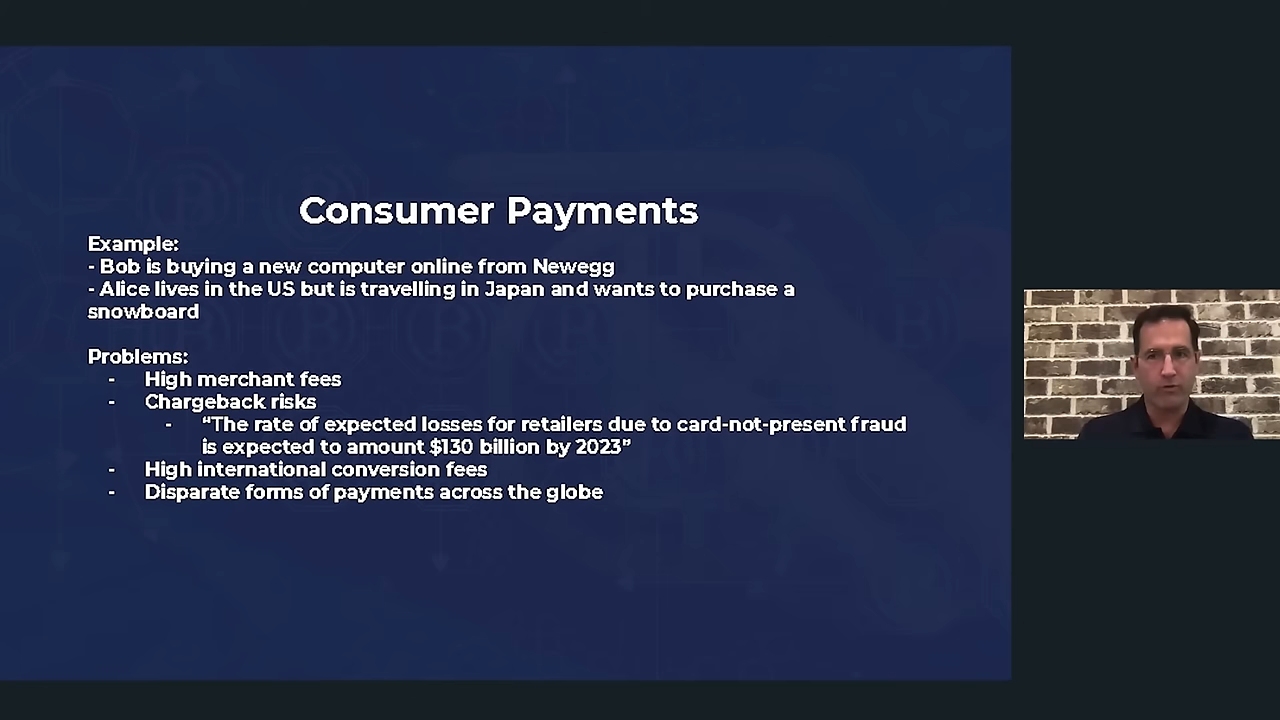 Consumer Payments
Example:
- Bob is buying a new computer online from Newegg
- Alice lives in the US but is travelling in Japan and wants to purchase a
snowboard
Problems:
- High merchant fees
- Chargeback risks
- “The rate of expected losses for retailers due to card-not-present fraud
is expected to amount $130 billion by 2023”
- High international conversion fees
- Disparate forms of payments across the globe